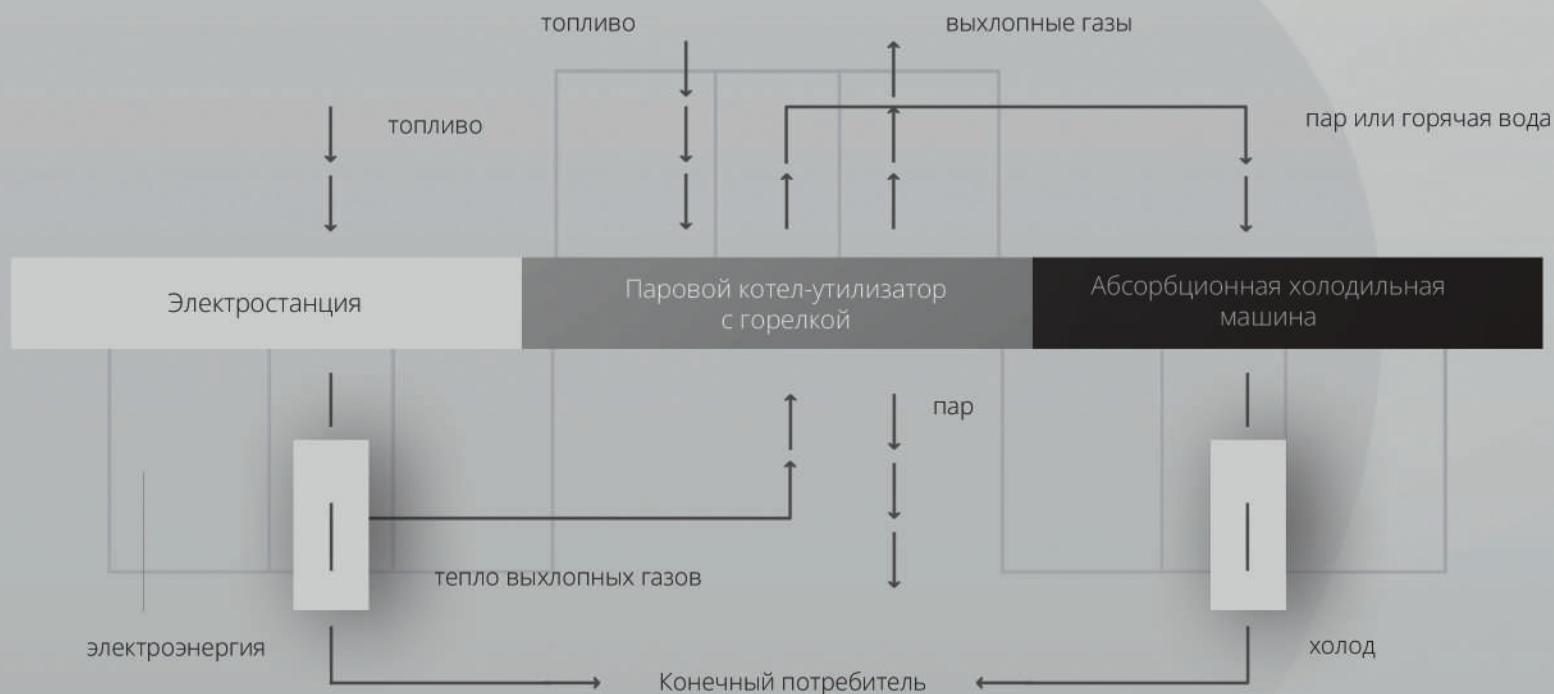 топливо
выхлопные газы
топливо
пар или горячая вода
Электростанция
Паровой котел-утилизатор
с горелкой
Абсорбционная холодильная
машина
пар
тепло выхлопных газов
электроэнергия
холод
Конечный потребитель